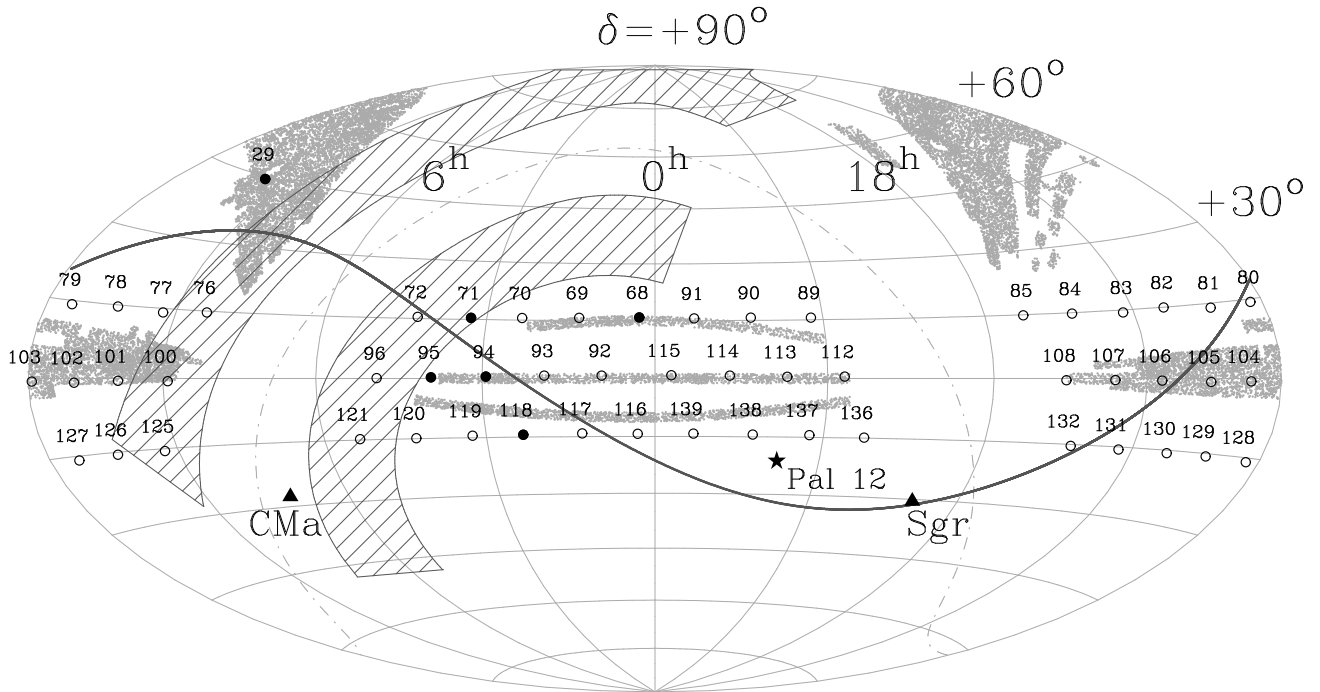 δ=+90°
+60°
29
6h 0h 18h
+30°
79 78 77 76 72 71 70 69 68 91 90 89 85 84 83 82 81 80
103 102 101 100 96 95 94 93 92 115 114 113 112 108 107 106 105 104
127 126 125 121 120 119 118 117 116 139 138 137 136 132 131 130 129 128
Pal 12
CMa Sgr